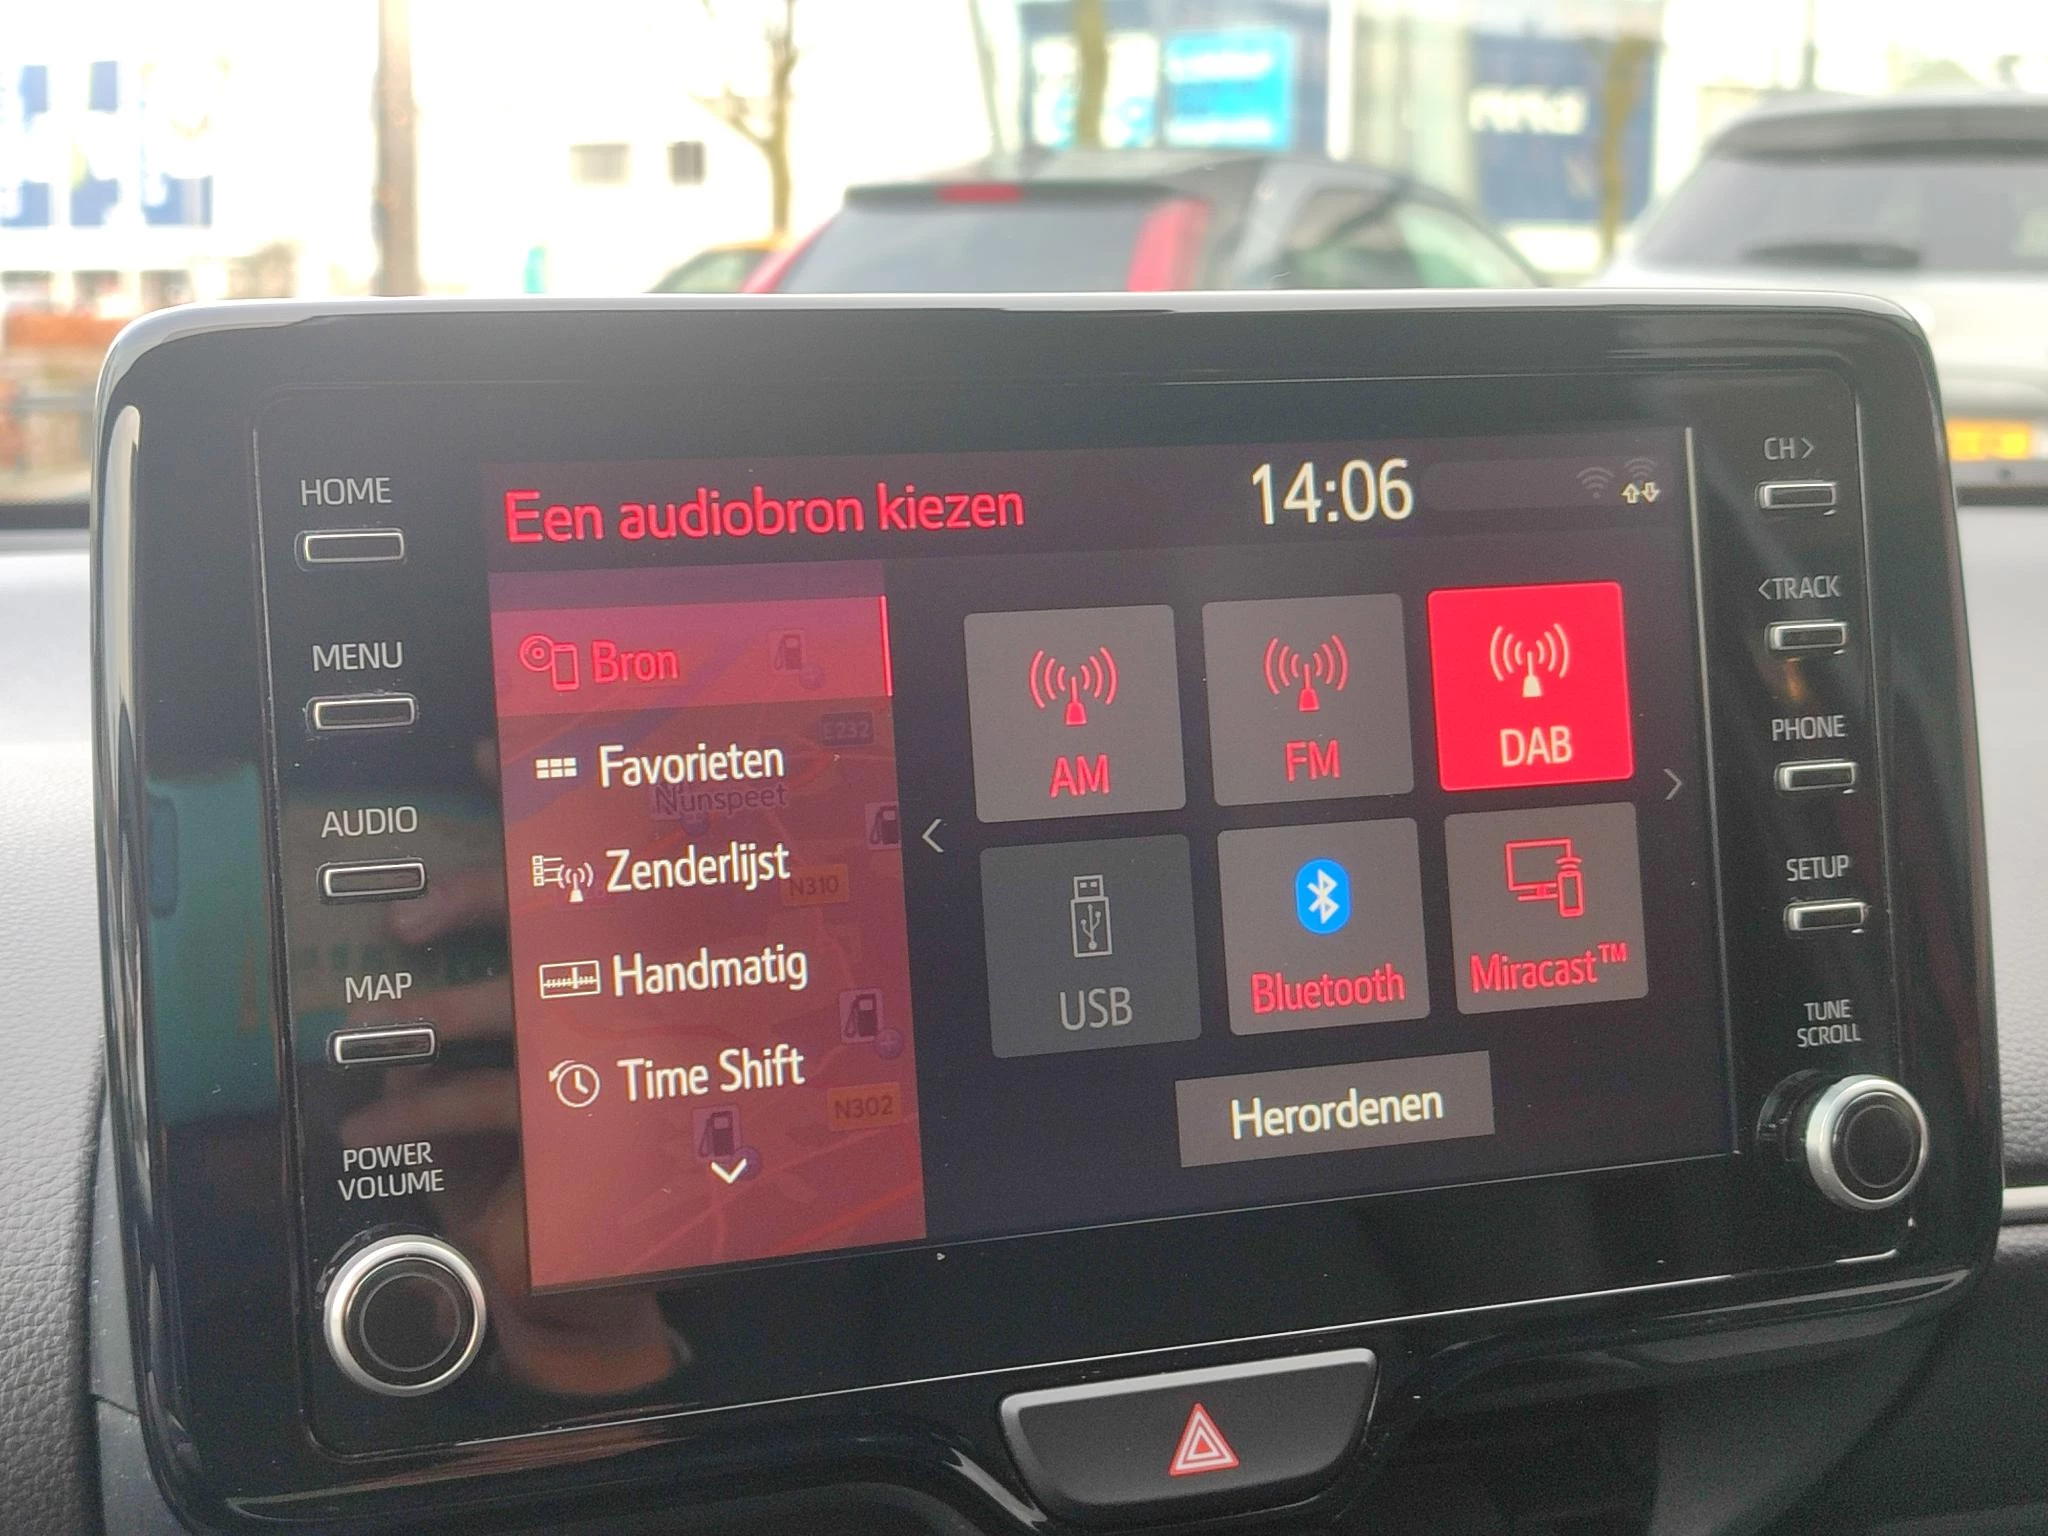 HOME
MENU
AUDIO
MAP
POWER
VOLUME
Een audiobron kiezen
14:06
Bron
Favorieten
Zenderlijst
Handmatig
Time Shift
E232
Nunspeet
N310
N302
AM
FM
DAB
USB
Bluetooth
Miracast™
Herordenen
CH >
< TRACK
PHONE
SETUP
TUNE
SCROLL